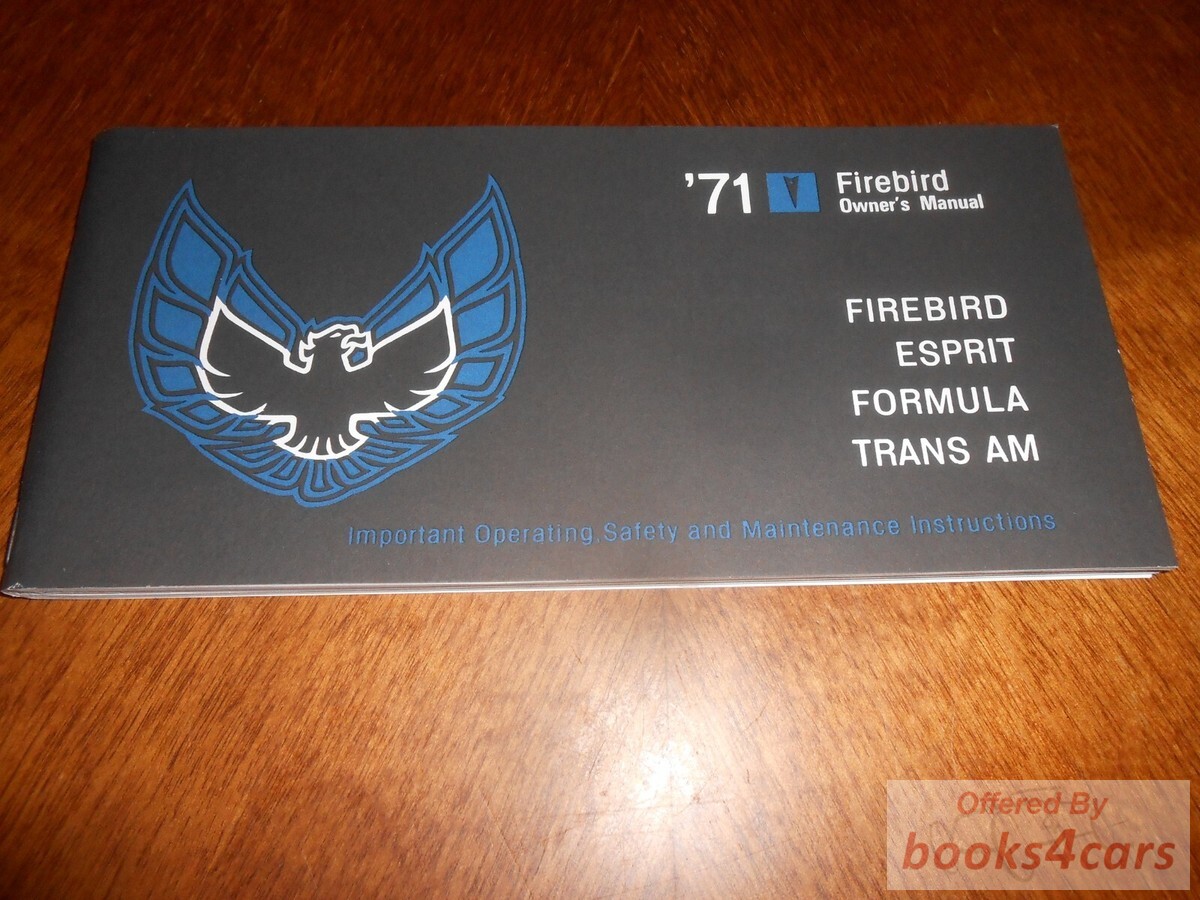 '71 Firebird
Owner's Manual
FIREBIRD
ESPRIT
FORMULA
TRANS AM
Important Operating, Safety and Maintenance Instructions
Offered By
books4cars